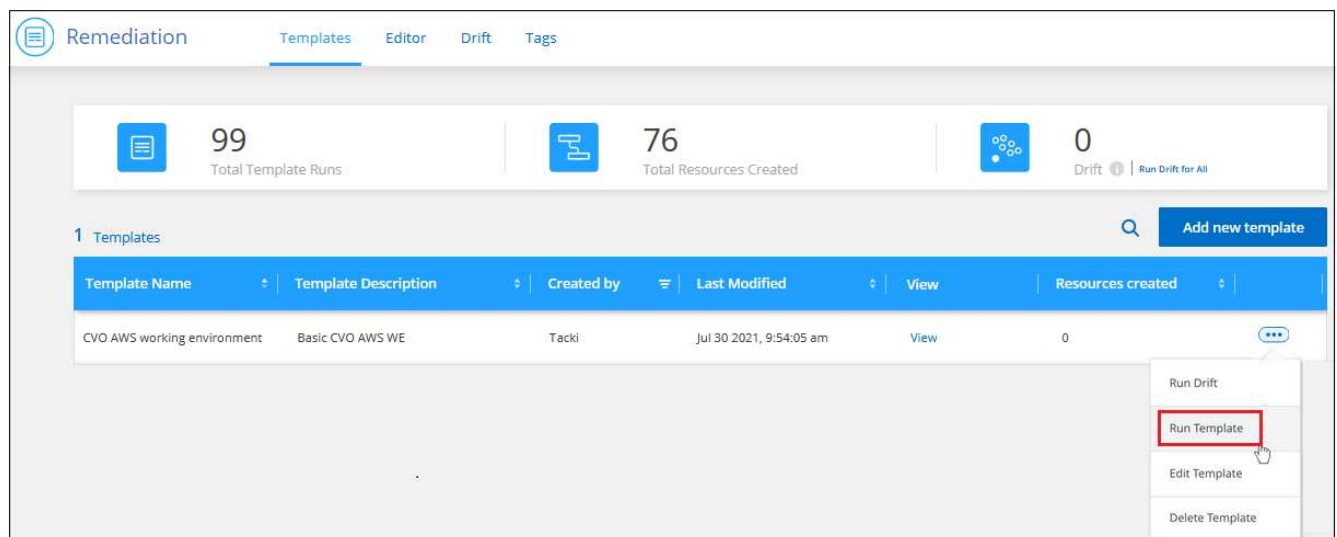 Remediation Templates Editor Drift Tags
99 76 0
Total Template Runs Total Resources Created Drift Run Drift for All
1 Templates Add new template
Template Name Template Description Created by Last Modified View Resources created
CVO AWS working environment Basic CVO AWS WE Tacki Jul 30 2021, 9:54:05 am View 0
Run Drift
Run Template
Edit Template
Delete Template